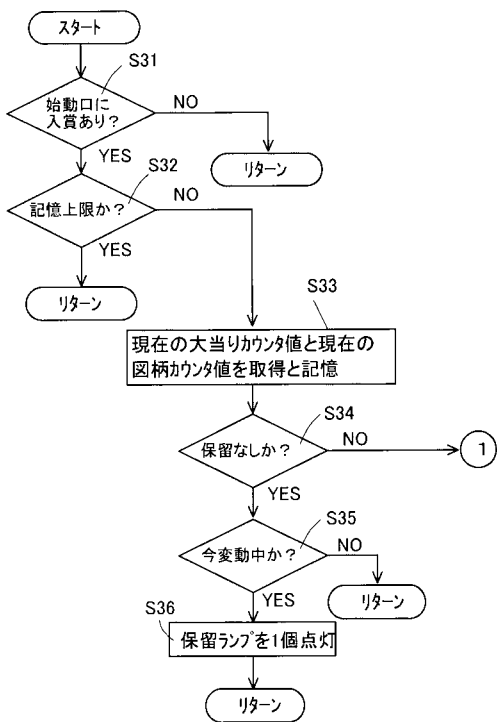 スタート
S31
始動口に
入賞あり？
NO
YES
リターン
S32
記憶上限か？
NO
YES
リターン
S33
現在の大当りカウンタ値と現在の
図柄カウンタ値を取得と記憶
S34
保留なしか？
NO
1
YES
S35
今変動中か？
NO
YES
リターン
S36
保留ランプを1個点灯
リターン